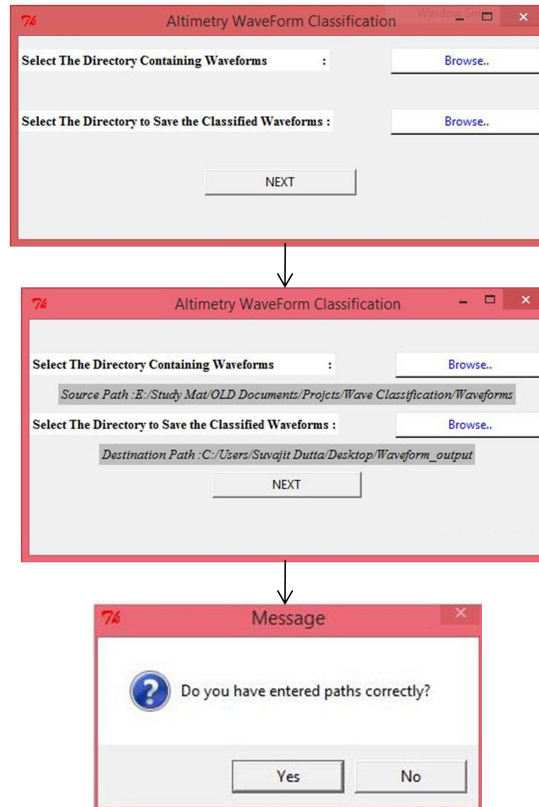 Altimetry WaveForm Classification
Select The Directory Containing Waveforms :
Browse..
Select The Directory to Save the Classified Waveforms :
Browse..
NEXT
Altimetry WaveForm Classification
Select The Directory Containing Waveforms :
Browse..
Source Path :E:/Study Mat/OLD Documents/Projcts/Wave Classification/Waveforms
Select The Directory to Save the Classified Waveforms :
Browse..
Destination Path :C:/Users/Suvajit Dutta/Desktop/Waveform_output
NEXT
Message
Do you have entered paths correctly?
Yes
No